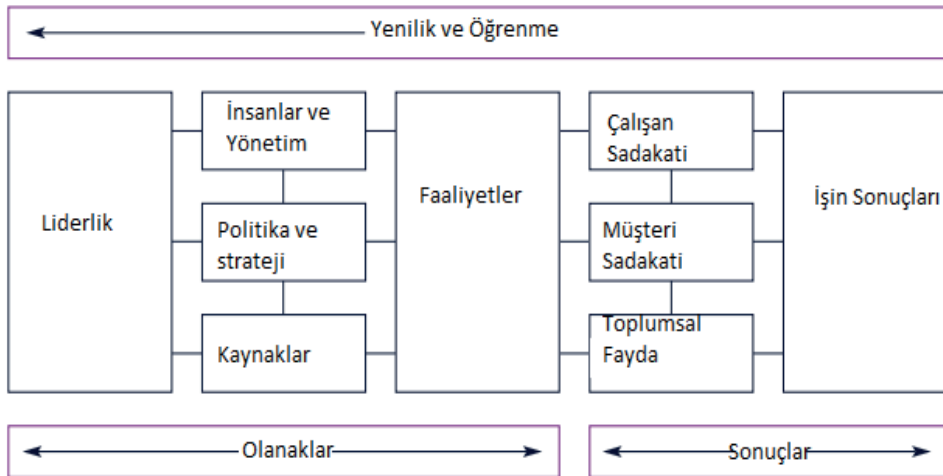 Yenilik ve Öğrenme
Liderlik
İnsanlar ve
Yönetim
Politika ve
strateji
Kaynaklar
Faaliyetler
Çalışan
Sadakati
Müşteri
Sadakati
Toplumsal
Fayda
İşin Sonuçları
Olanaklar
Sonuçlar